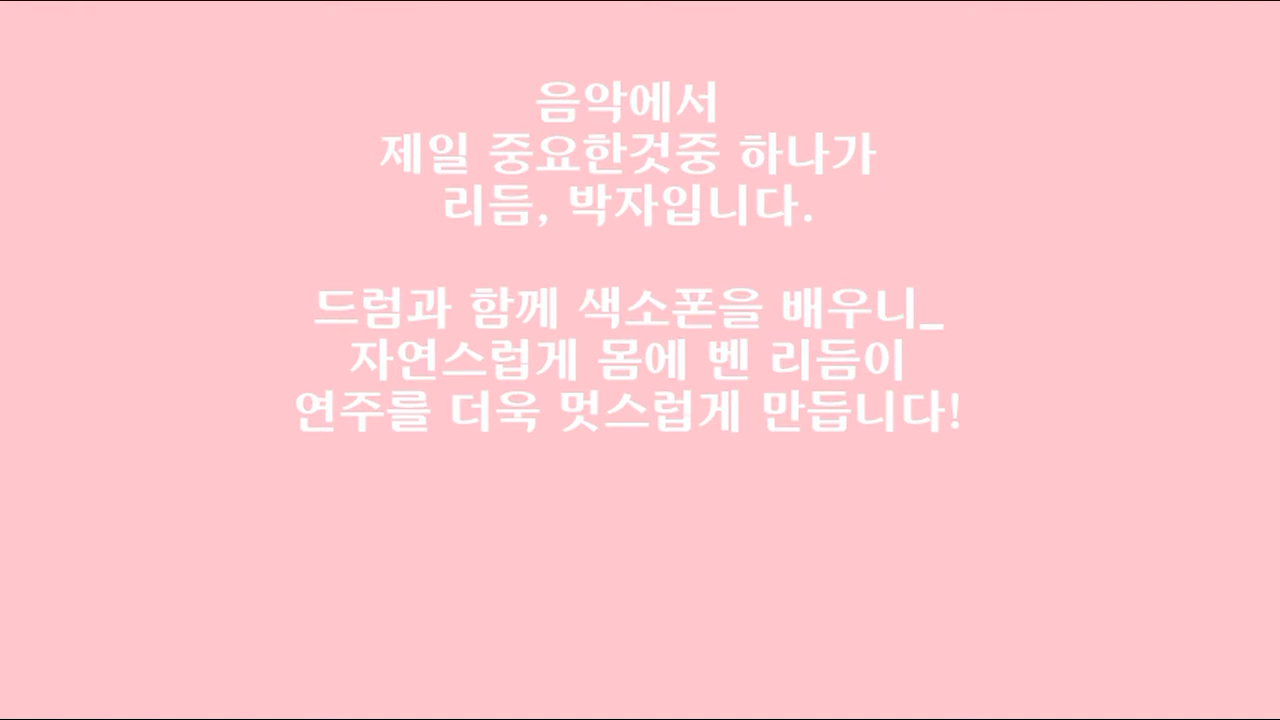 음악에서
제일 중요한것중 하나가
리듬, 박자입니다.
드럼과 함께 색소폰을 배우니_
자연스럽게 몸에 벤 리듬이
연주를 더욱 멋스럽게 만듭니다!